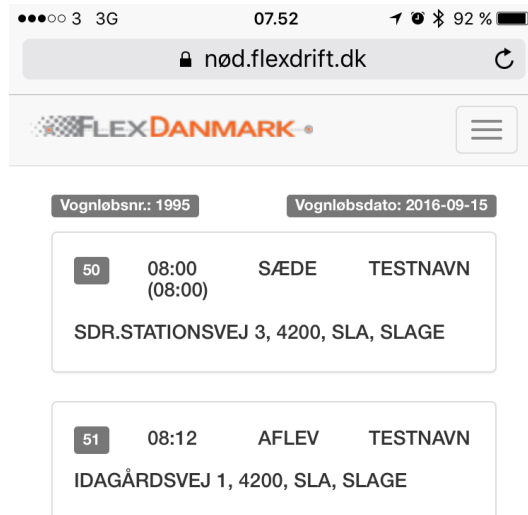 3 3G 07.52 92 %
nød.flexdrift.dk
FLEXDANMARK
Vognløbsnr.: 1995 Vognløbsdato: 2016-09-15
50 08:00 SÆDE TESTNAVN
(08:00)
SDR.STATIONSVEJ 3, 4200, SLA, SLAGE
51 08:12 AFLEV TESTNAVN
IDAGÅRDSVEJ 1, 4200, SLA, SLAGE